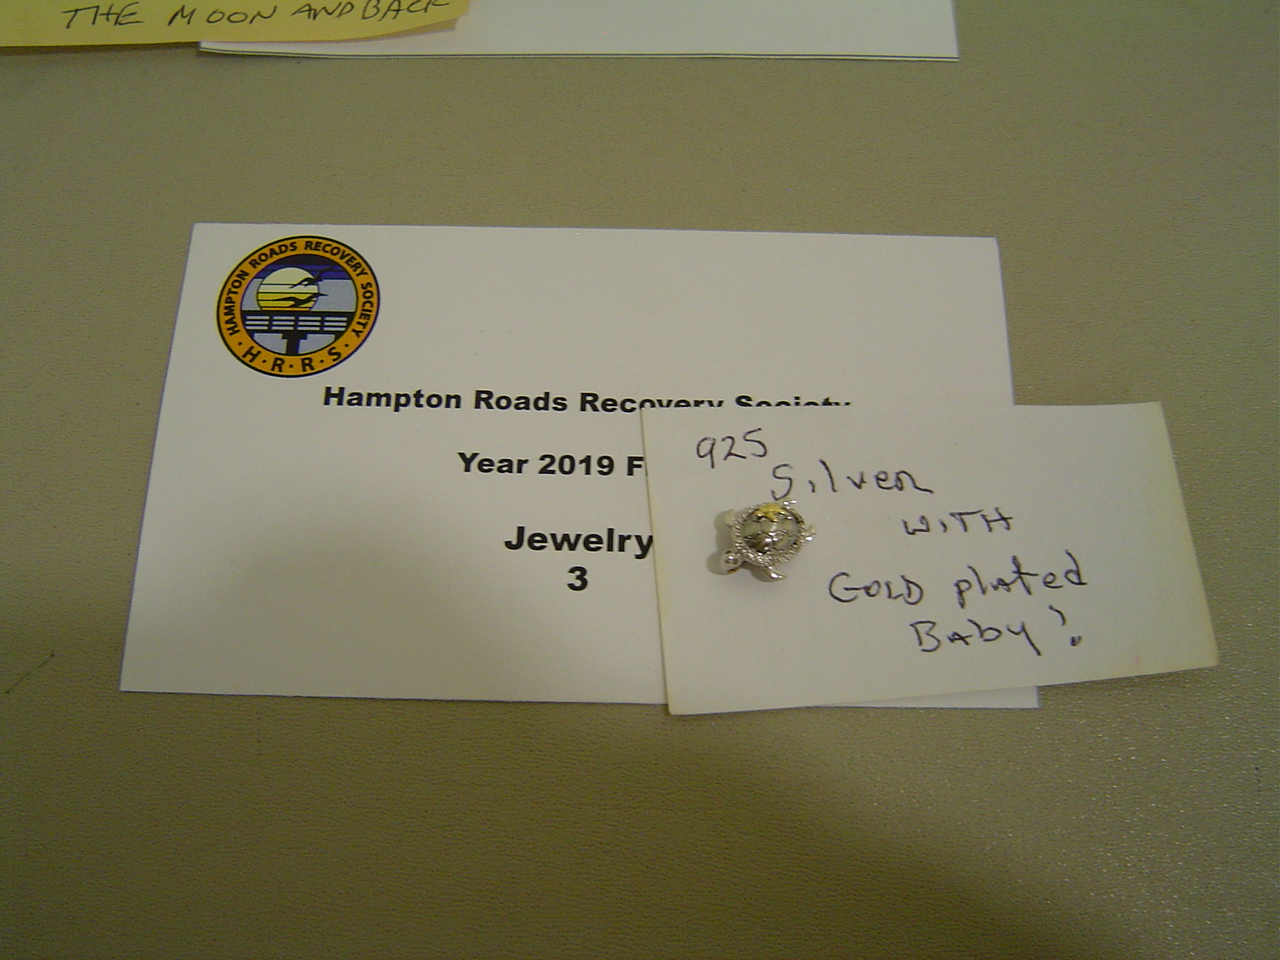 THE MOON AND BACK
HAMPTON ROADS RECOVERY SOCIETY
· H · R · R · S ·
Hampton Roads Recovery Society
Year 2019 F
Jewelry
3
925
Silver
WITH
GOLD plated
BAby?